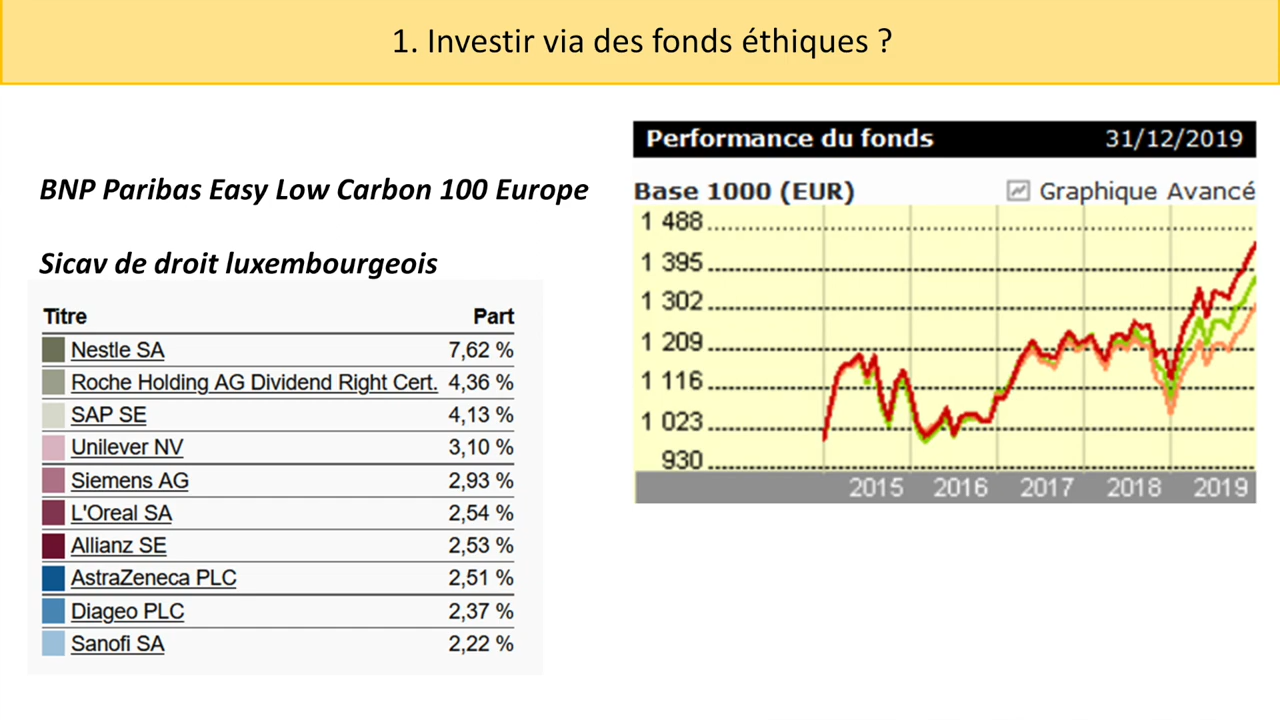 1. Investir via des fonds éthiques ?
BNP Paribas Easy Low Carbon 100 Europe
Sicav de droit luxembourgeois
Titre Part
Nestle SA 7,62 %
Roche Holding AG Dividend Right Cert. 4,36 %
SAP SE 4,13 %
Unilever NV 3,10 %
Siemens AG 2,93 %
L'Oreal SA 2,54 %
Allianz SE 2,53 %
AstraZeneca PLC 2,51 %
Diageo PLC 2,37 %
Sanofi SA 2,22 %
Performance du fonds 31/12/2019
Base 1000 (EUR) Graphique Avancé
1 488
1 395
1 302
1 209
1 116
1 023
930
2015 2016 2017 2018 2019